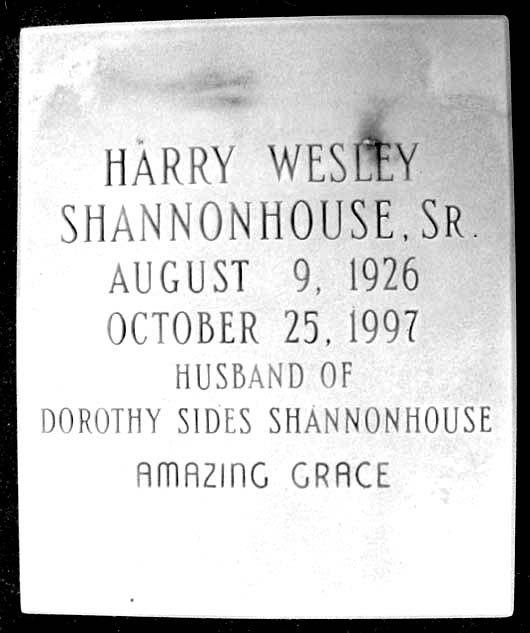 HARRY WESLEY
SHANNONHOUSE, SR.
AUGUST 9, 1926
OCTOBER 25, 1997
HUSBAND OF
DOROTHY SIDES SHANNONHOUSE
AMAZING GRACE